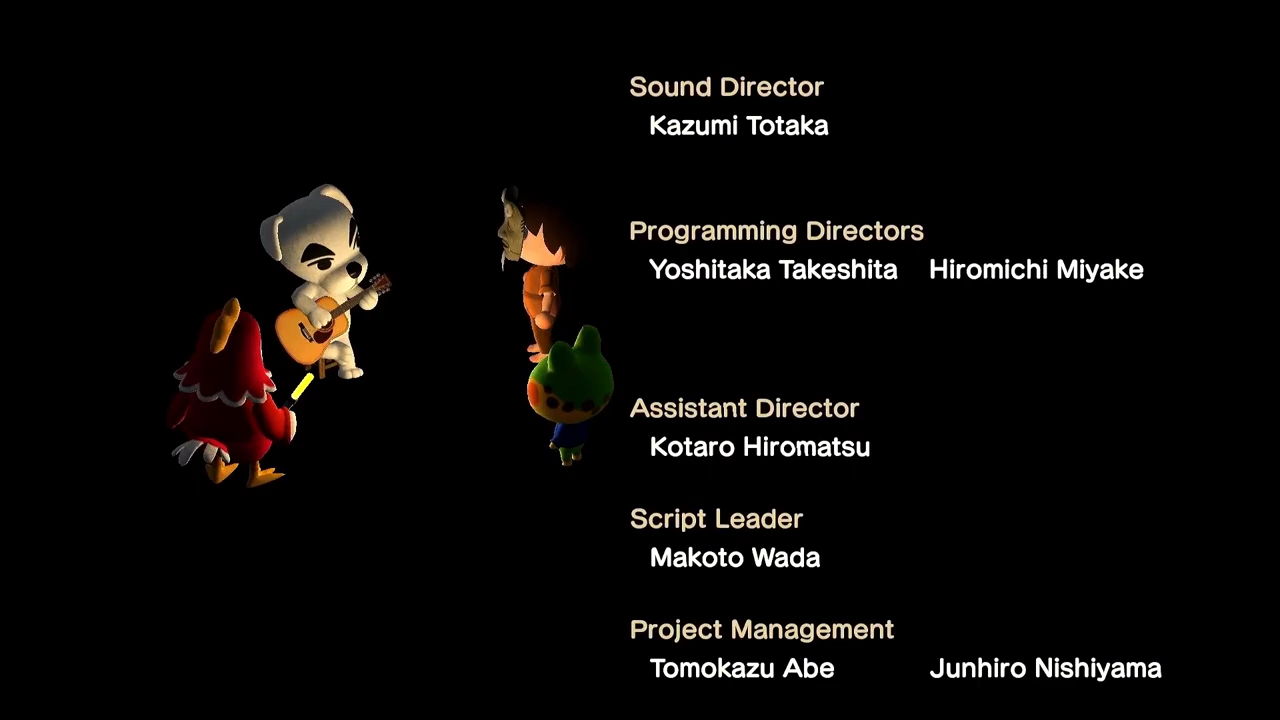 Sound Director
Kazumi Totaka
Programming Directors
Yoshitaka Takeshita Hiromichi Miyake
Assistant Director
Kotaro Hiromatsu
Script Leader
Makoto Wada
Project Management
Tomokazu Abe Junhiro Nishiyama